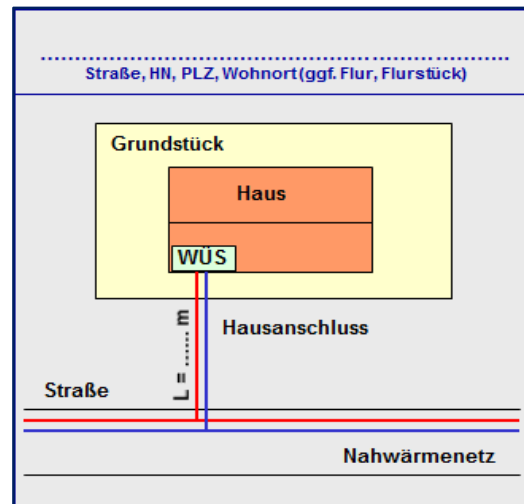 ................................................................................
Straße, HN, PLZ, Wohnort (ggf. Flur, Flurstück)
Grundstück
Haus
WÜS
L = ...... m
Hausanschluss
Straße
Nahwärmenetz